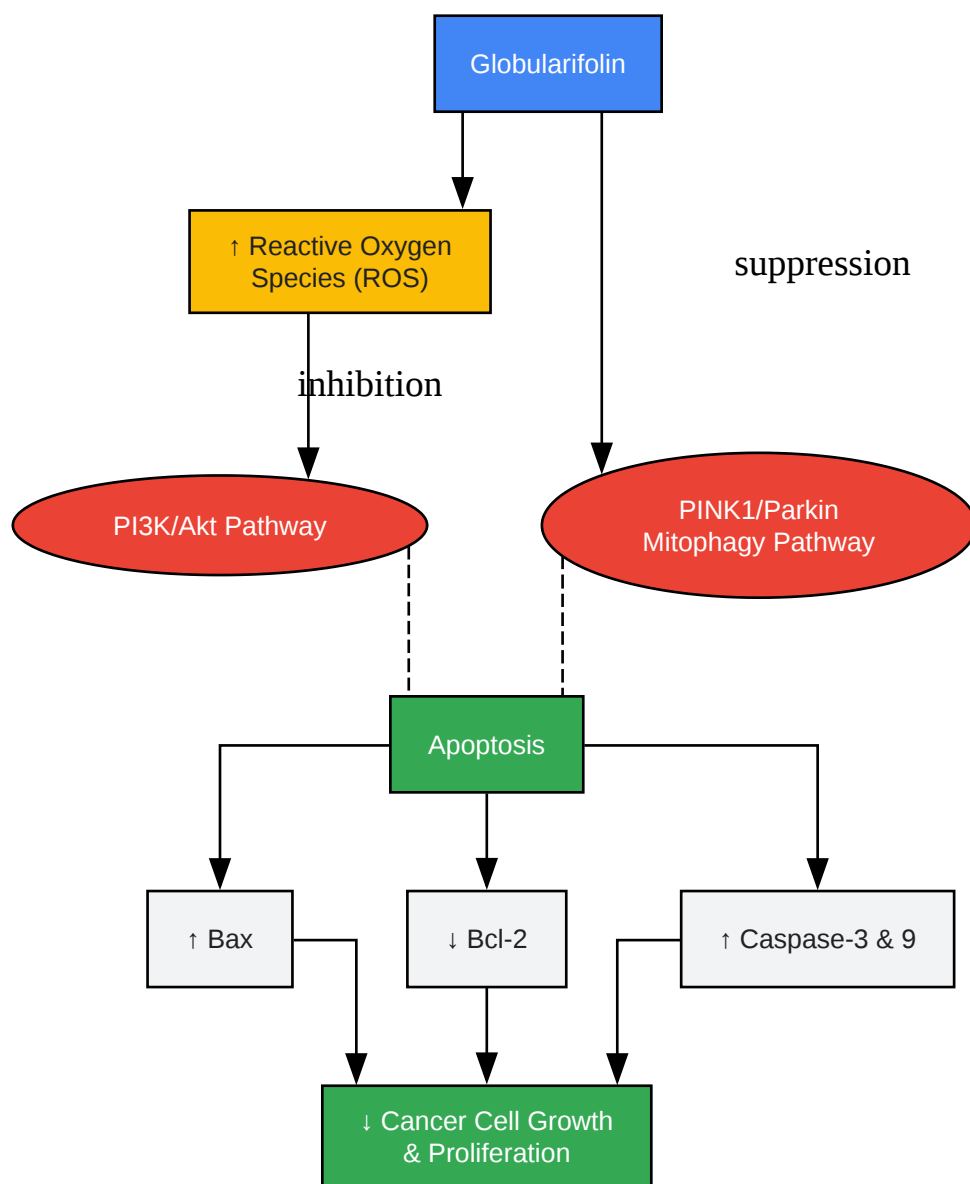 Globularifolin
↑ Reactive Oxygen
Species (ROS)
suppression
inhibition
PI3K/Akt Pathway
PINK1/Parkin
Mitophagy Pathway
Apoptosis
↑ Bax
↓ Bcl-2
↑ Caspase-3 & 9
↓ Cancer Cell Growth
& Proliferation